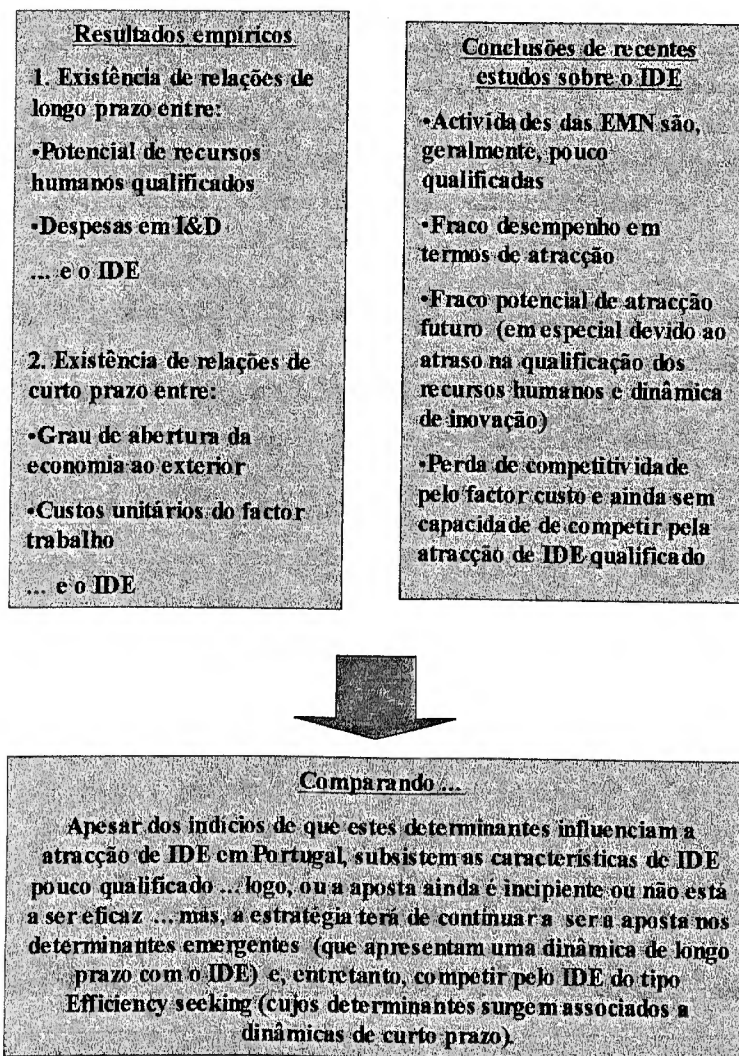 Resultados empíricos
1. Existência de relações de
longo prazo entre:
•Potencial de recursos
humanos qualificados
•Despesas em I&D
... e o IDE
2. Existência de relações de
curto prazo entre:
•Grau de abertura da
economia ao exterior
•Custos unitários do factor
trabalho
... e o IDE
Conclusões de recentes
estudos sobre o IDE
•Actividades das EMN são,
geralmente, pouco
qualificadas
•Fraco desempenho em
termos de atracção
•Fraco potencial de atracção
futuro (em especial devido ao
atraso na qualificação dos
recursos humanos e dinâmica
de inovação)
•Perda de competitividade
pelo factor custo e ainda sem
capacidade de competir pela
atracção de IDE qualificado
Comparando ...
Apesar dos indícios de que estes determinantes influenciam a
atracção de IDE em Portugal, subsistem as características de IDE
pouco qualificado ... logo, ou a aposta ainda é incipiente ou não está
a ser eficaz ... mas, a estratégia terá de continuar a ser a aposta nos
determinantes emergentes (que apresentam uma dinâmica de longo
prazo com o IDE) e, entretanto, competir pelo IDE do tipo
Efficiency seeking (cujos determinantes surgem associados a
dinâmicas de curto prazo).